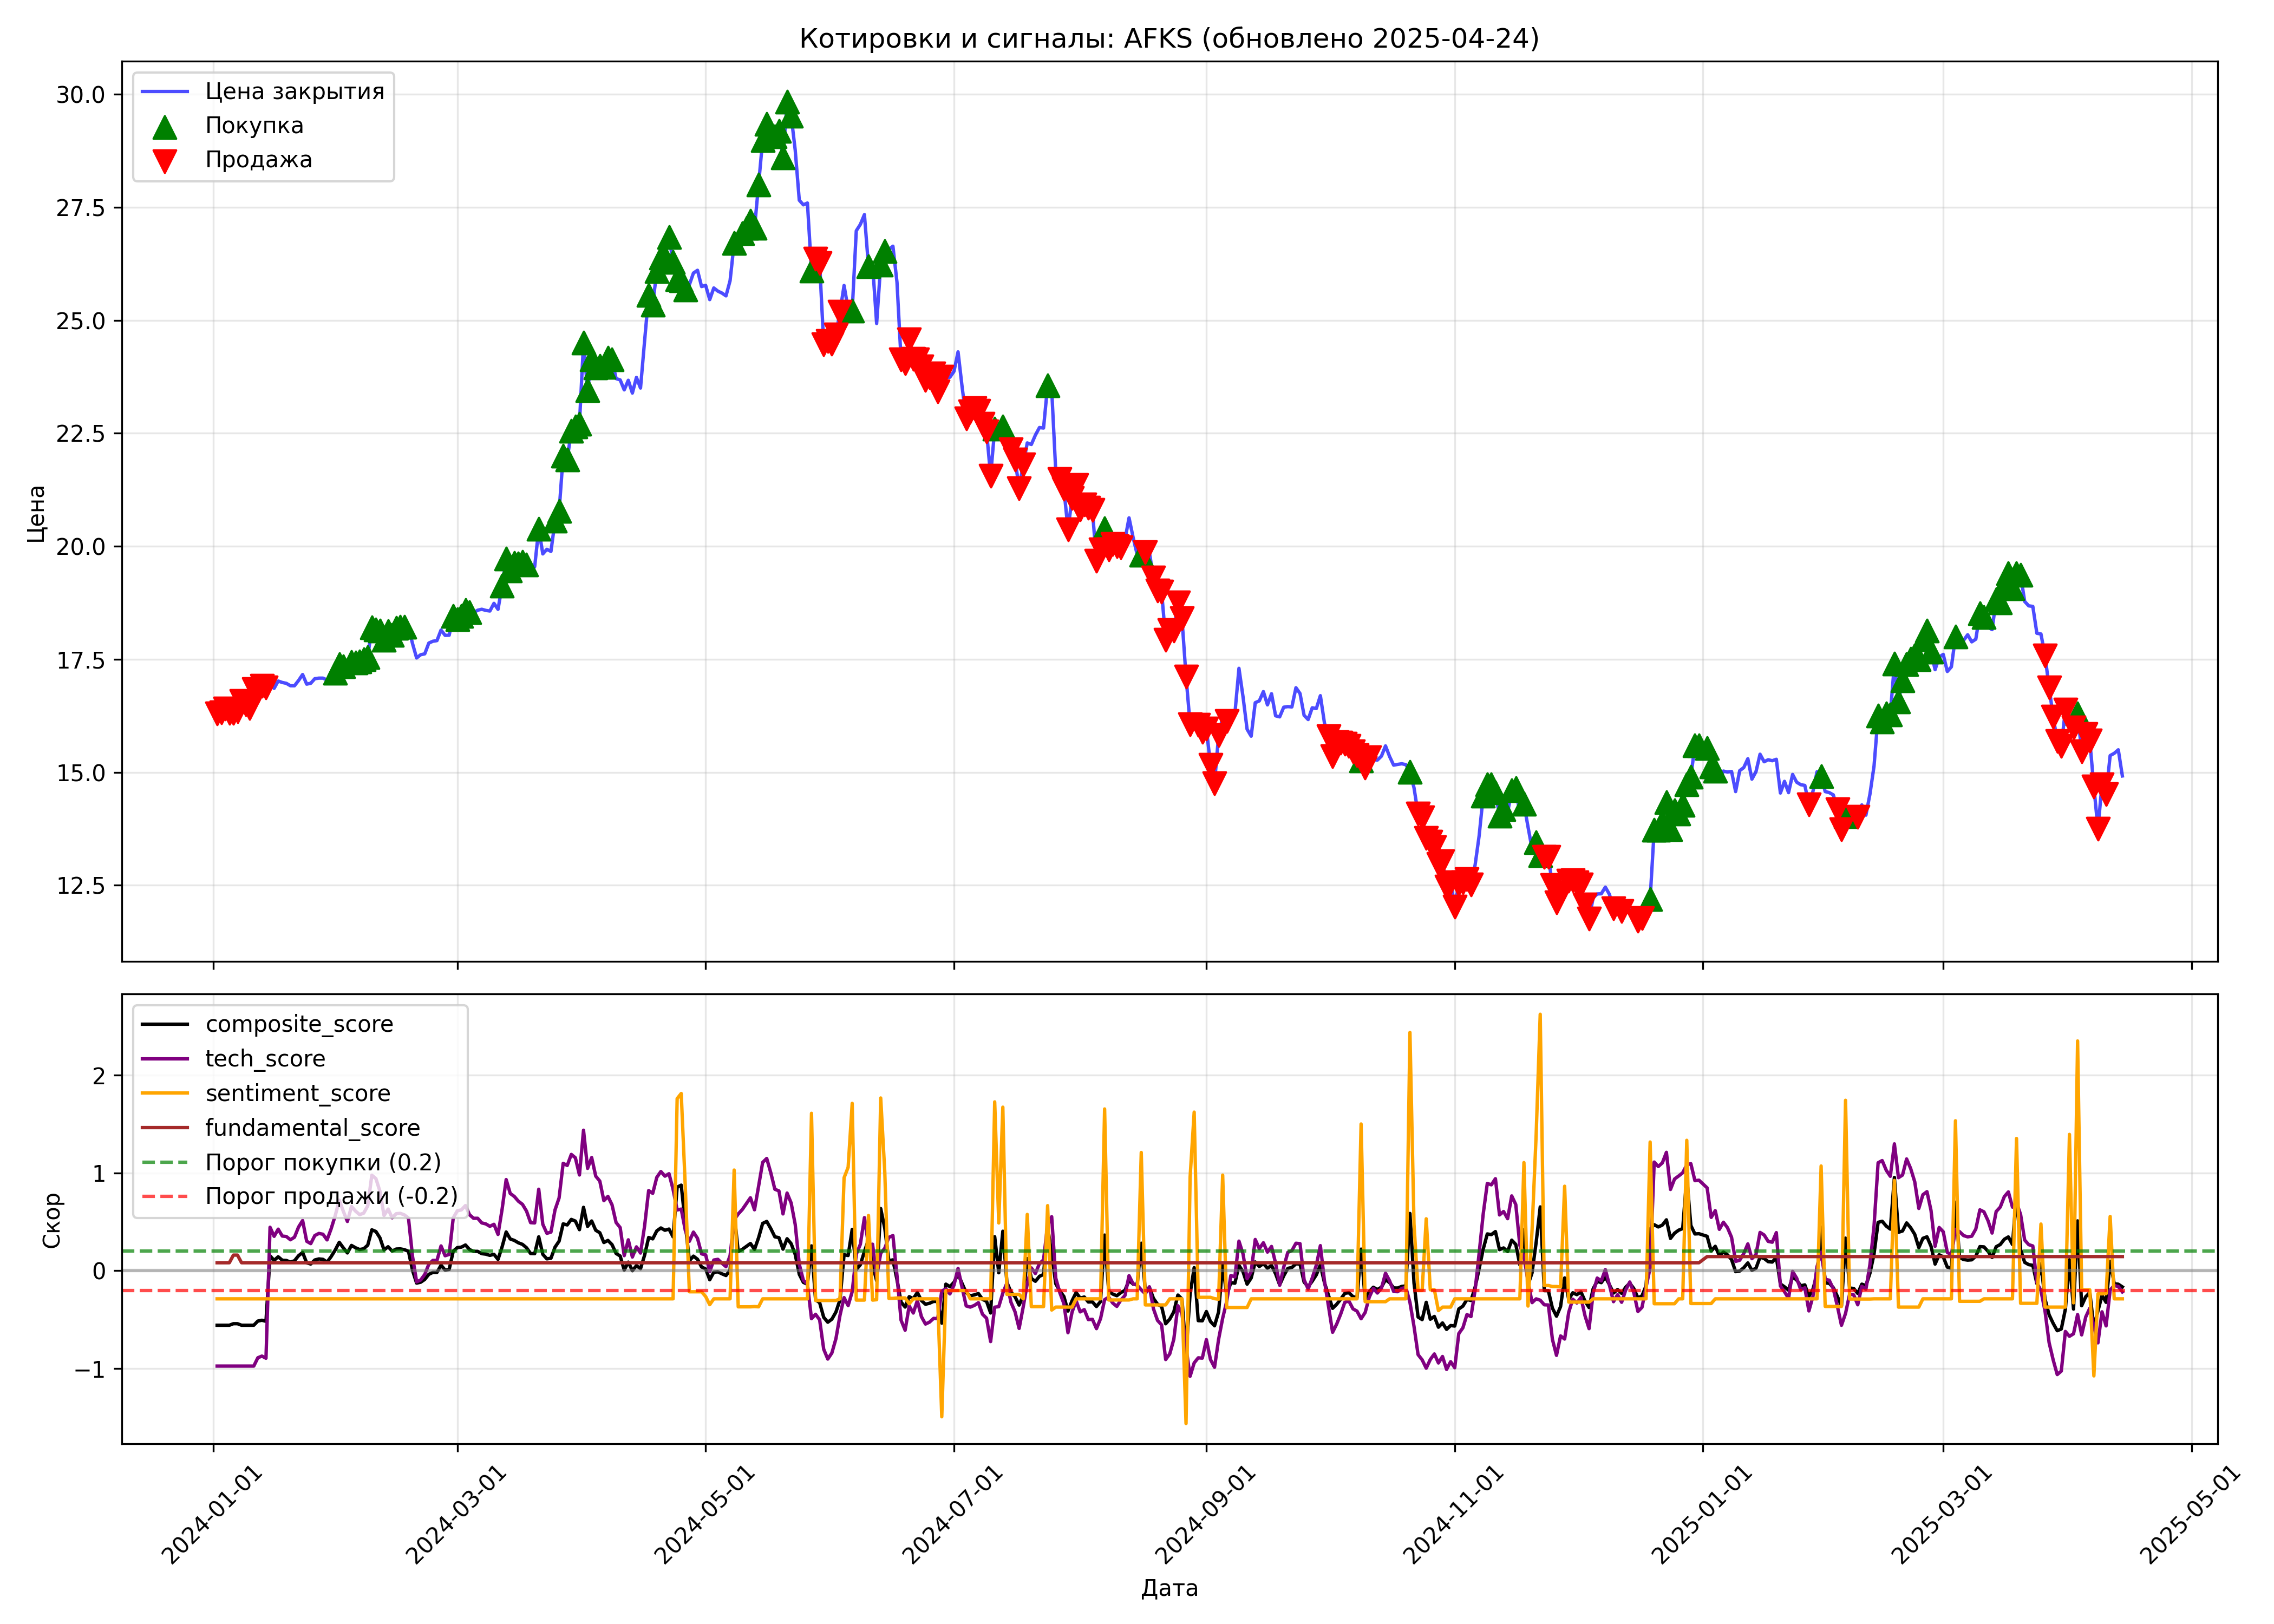 Котировки и сигналы: AFKS (обновлено 2025-04-24)
Цена закрытия
Покупка
Продажа
30.0
27.5
25.0
22.5
20.0
17.5
15.0
12.5
Цена
composite_score
tech_score
sentiment_score
fundamental_score
Порог покупки (0.2)
Порог продажи (-0.2)
2
1
0
−1
Скор
2024-01-01
2024-03-01
2024-05-01
2024-07-01
2024-09-01
2024-11-01
2025-01-01
2025-03-01
2025-05-01
Дата